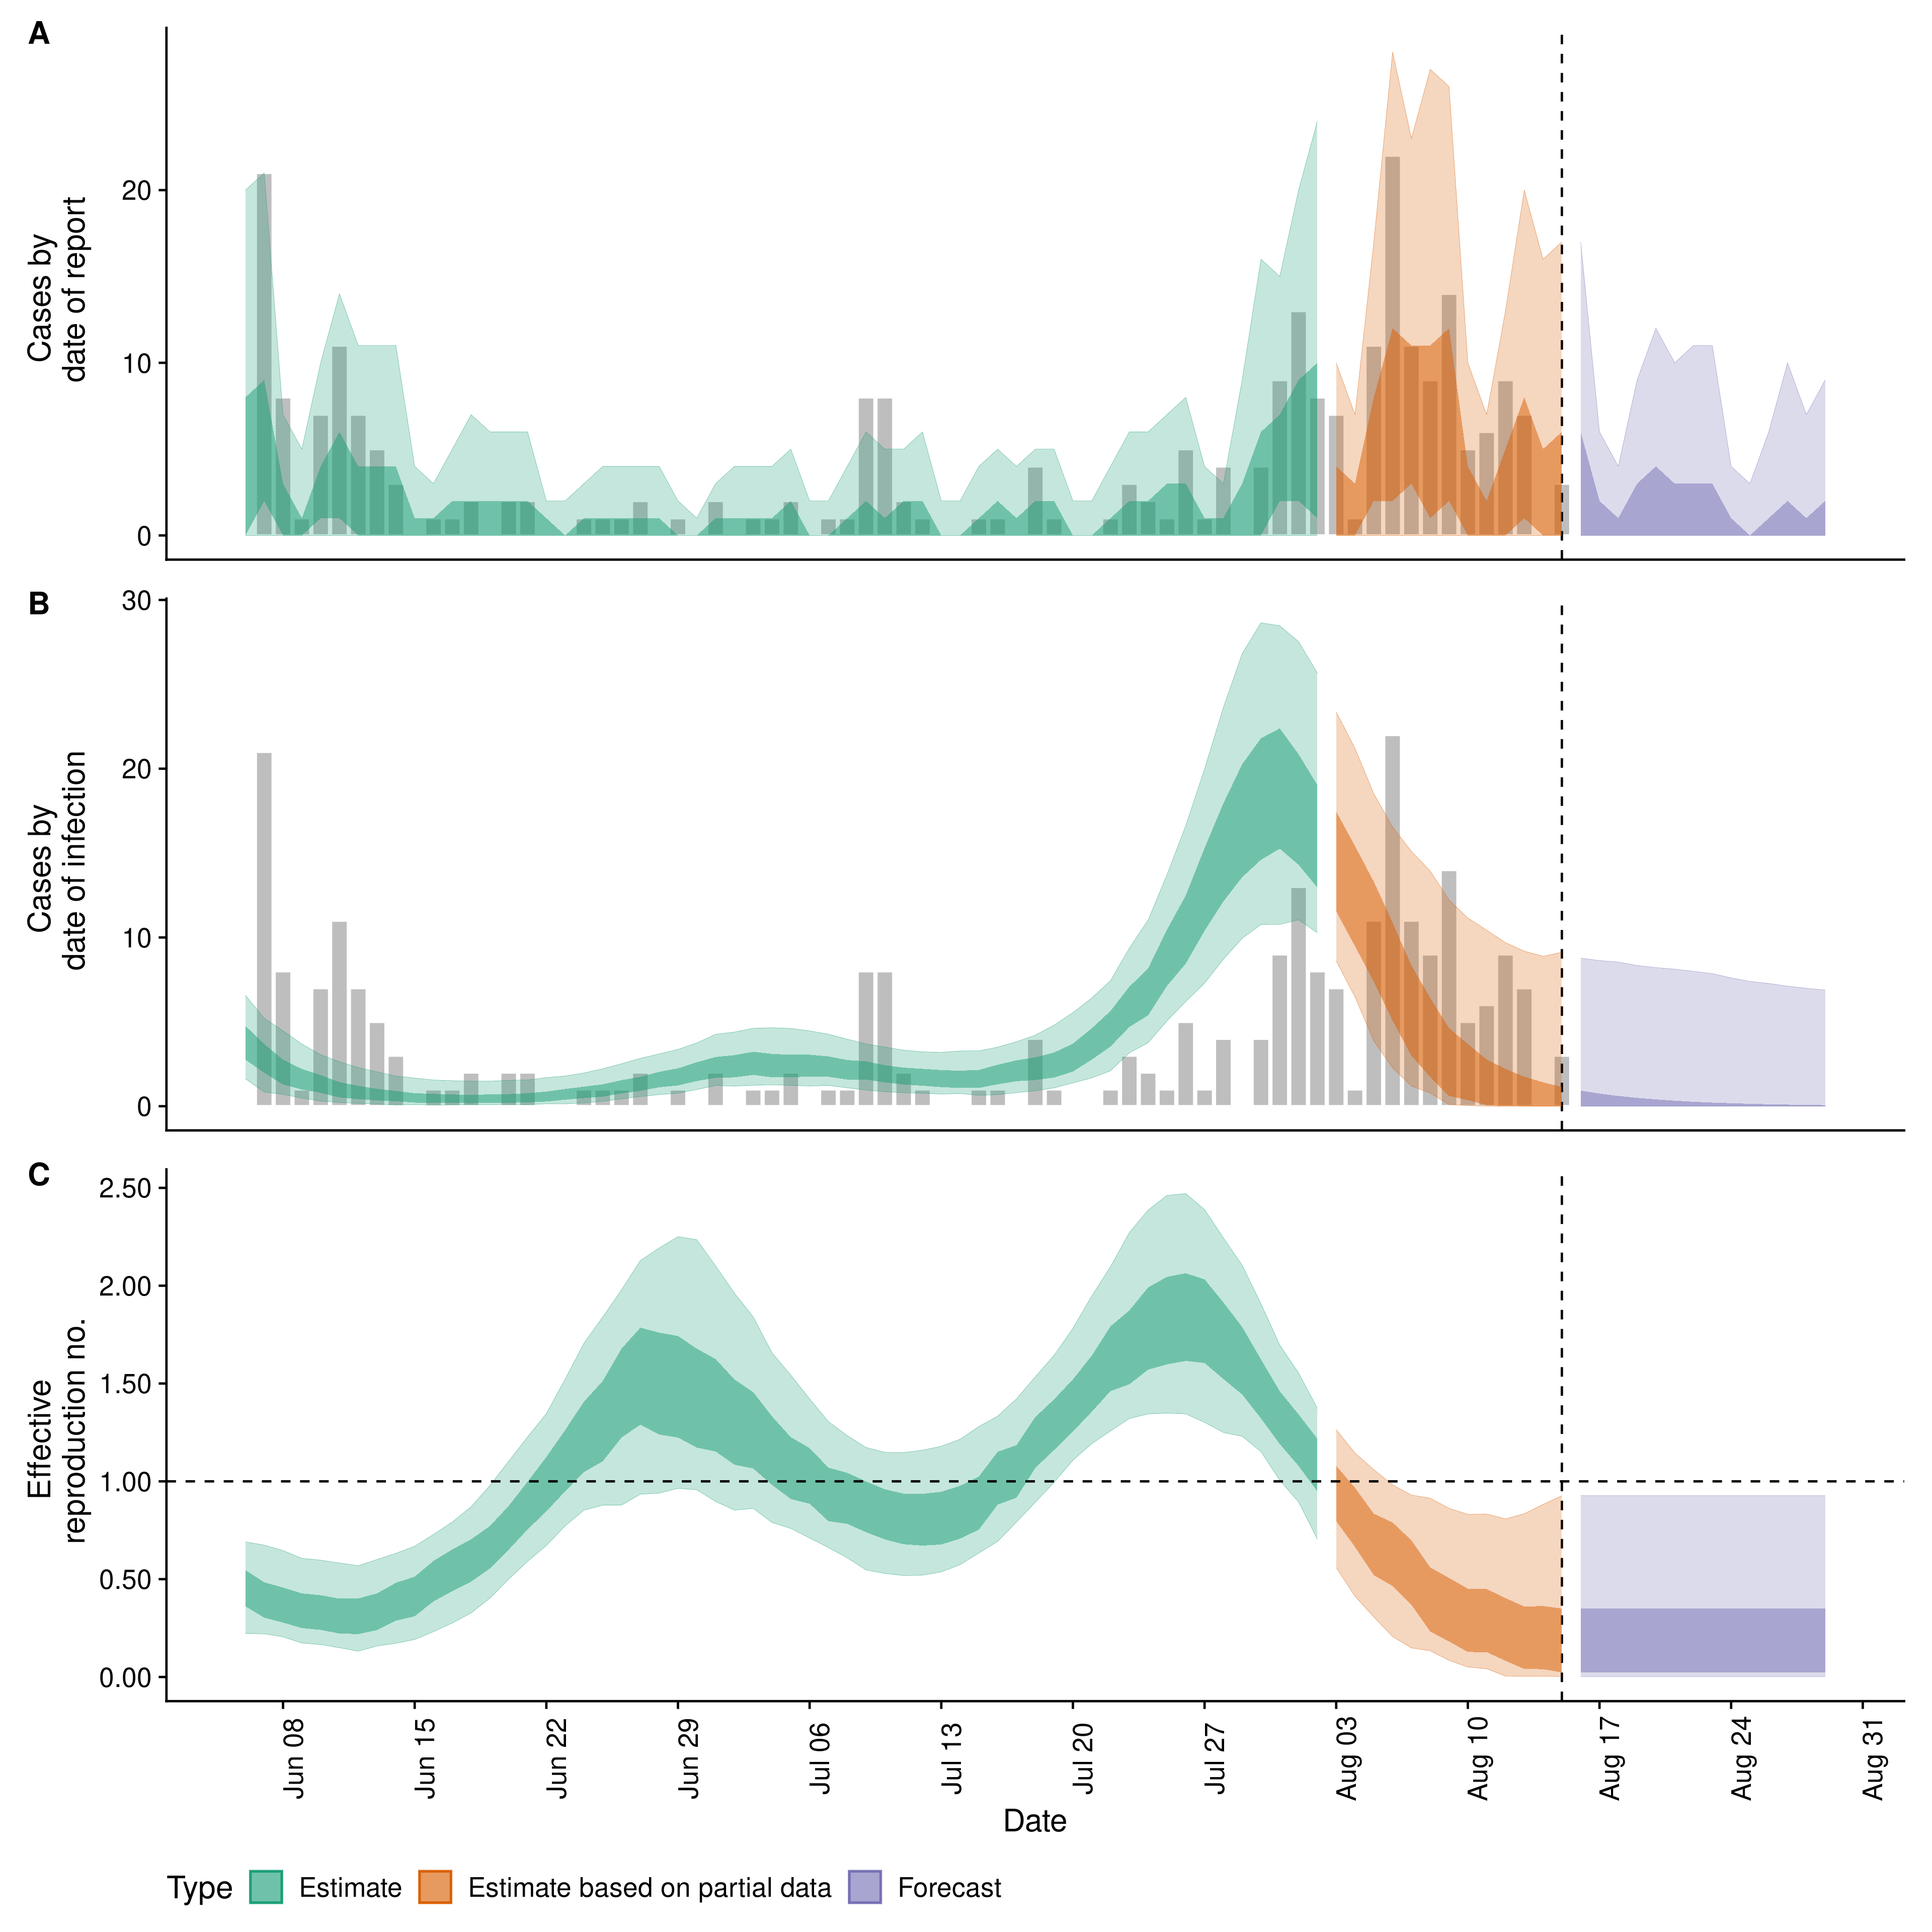 A
Cases by
date of report
20
10
0
B
Cases by
date of infection
30
20
10
0
C
Effective
reproduction no.
2.50
2.00
1.50
1.00
0.50
0.00
Jun 08
Jun 15
Jun 22
Jun 29
Jul 06
Jul 13
Jul 20
Jul 27
Aug 03
Aug 10
Aug 17
Aug 24
Aug 31
Date
Type Estimate Estimate based on partial data Forecast